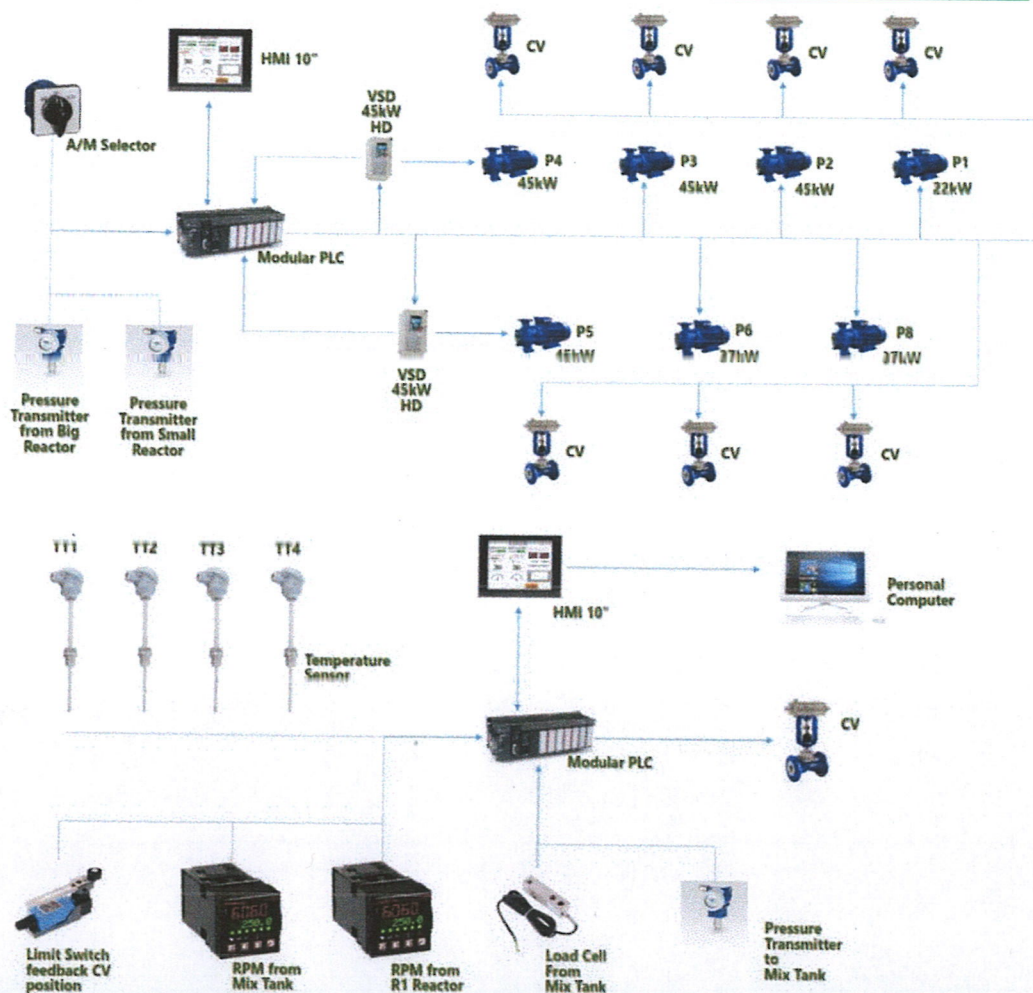 CV
CV
CV
CV
HMI 10"
VSD
45kW
HD
A/M Selector
P4
45kW
P3
45kW
P2
45kW
P1
22kW
Modular PLC
VSD
45kW
HD
P5
45kW
P6
37kW
P8
37kW
Pressure
Transmitter
from Big
Reactor
Pressure
Transmitter
from Small
Reactor
CV
CV
CV
TT1
TT2
TT3
TT4
Temperature
Sensor
HMI 10"
Personal
Computer
Modular PLC
CV
Limit Switch
feedback CV
position
RPM from
Mix Tank
RPM from
R1 Reactor
Load Cell
From
Mix Tank
Pressure
Transmitter
to
Mix Tank